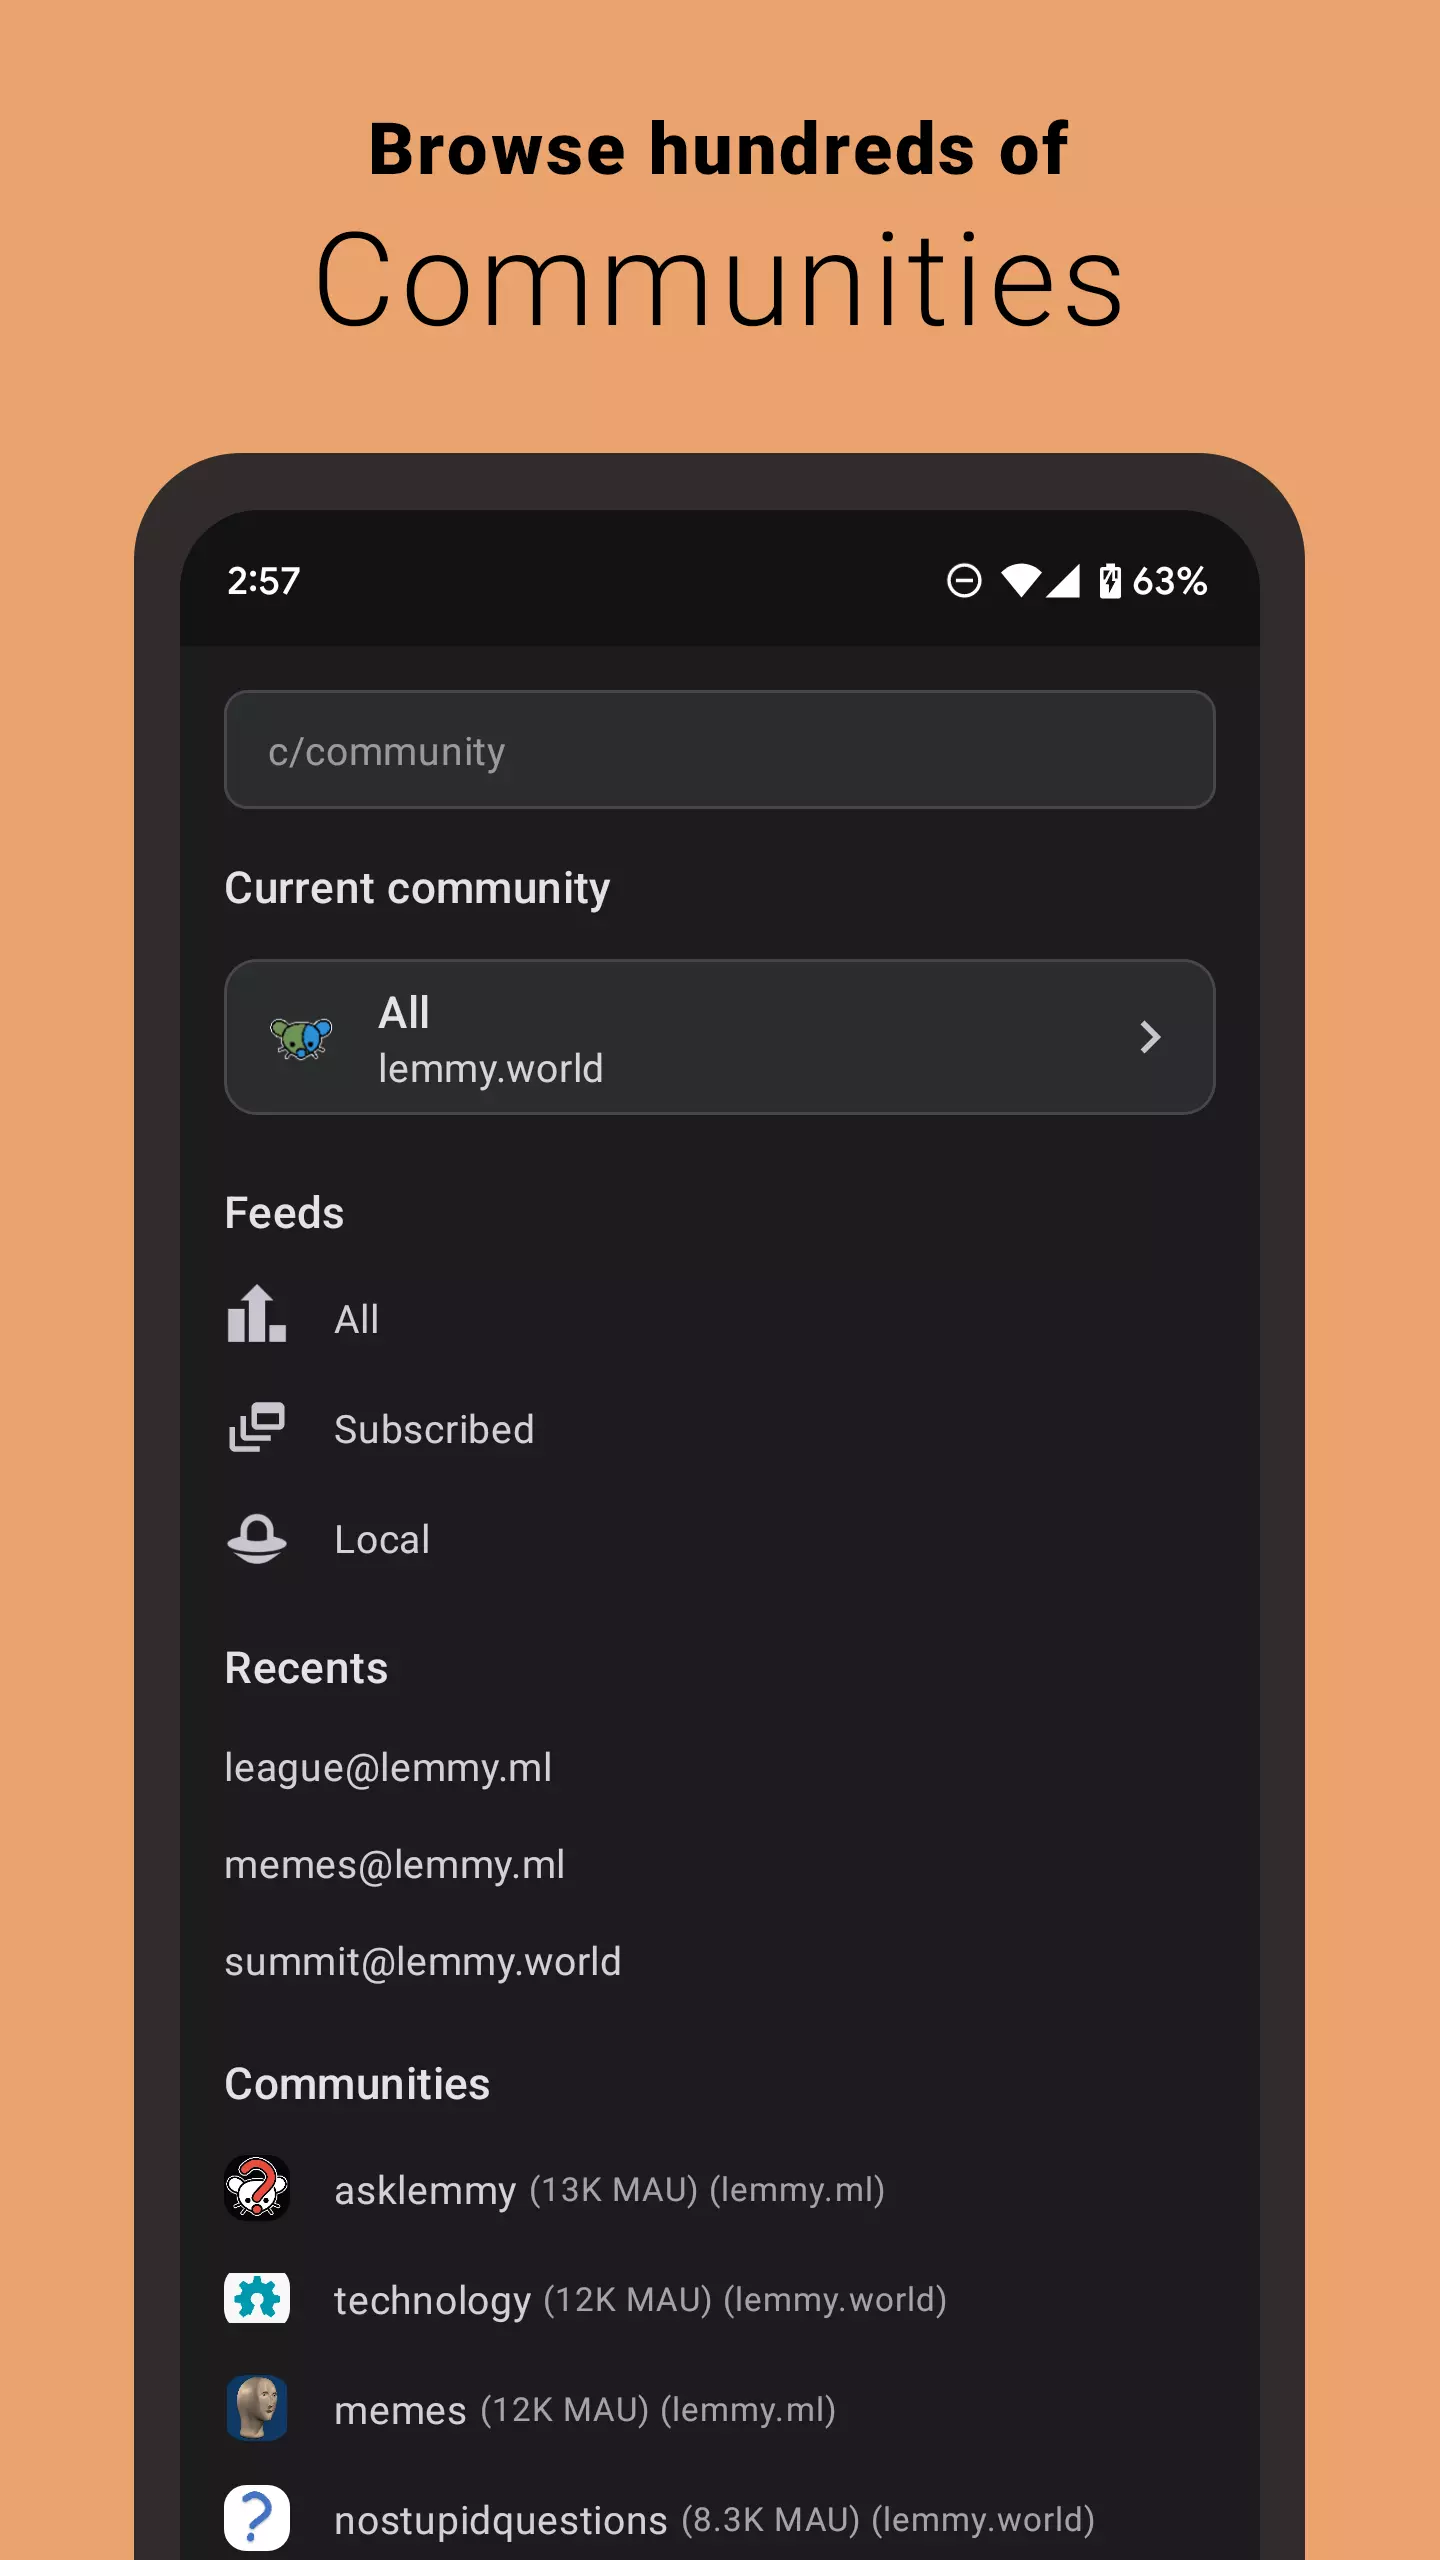 Browse hundreds of
Communities
2:57
63%
c/community
Current community
All
lemmy.world
Feeds
All
Subscribed
Local
Recents
league@lemmy.ml
memes@lemmy.ml
summit@lemmy.world
Communities
asklemmy (13K MAU) (lemmy.ml)
technology (12K MAU) (lemmy.world)
memes (12K MAU) (lemmy.ml)
nostupidquestions (8.3K MAU) (lemmy.world)